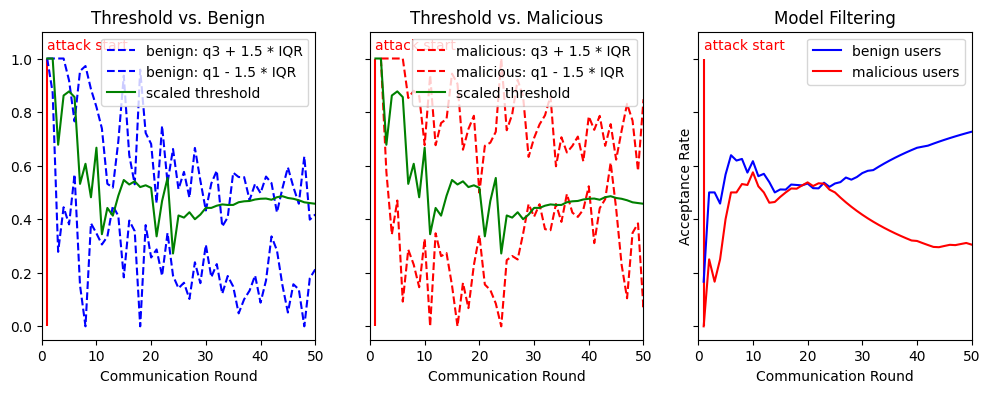 Threshold vs. Benign
attack start
benign: q3 + 1.5 * IQR
benign: q1 - 1.5 * IQR
scaled threshold
1.0
0.8
0.6
0.4
0.2
0.0
0 10 20 30 40 50
Communication Round
Threshold vs. Malicious
attack start
malicious: q3 + 1.5 * IQR
malicious: q1 - 1.5 * IQR
scaled threshold
0 10 20 30 40 50
Communication Round
Model Filtering
attack start
benign users
malicious users
Acceptance Rate
0 10 20 30 40 50
Communication Round